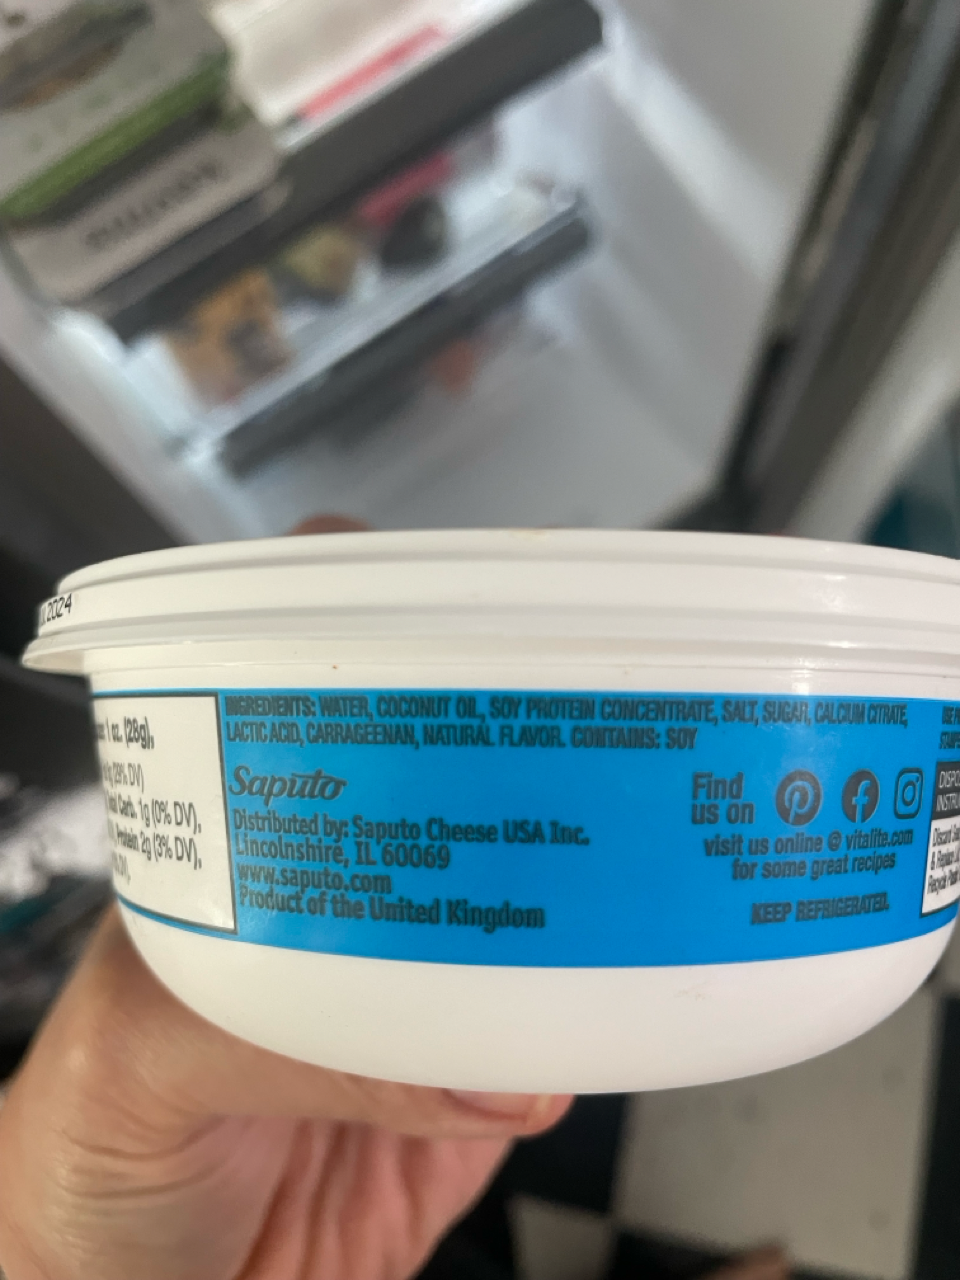 2024
1 oz. (28g),
(29% DV)
Carb. 1g (0% DV),
Protein 2g (3% DV),
INGREDIENTS: WATER, COCONUT OIL, SOY PROTEIN CONCENTRATE, SALT, SUGAR, CALCIUM CITRATE,
LACTIC ACID, CARRAGEENAN, NATURAL FLAVOR. CONTAINS: SOY
Saputo
Distributed by: Saputo Cheese USA Inc.
Lincolnshire, IL 60069
www.saputo.com
Product of the United Kingdom
Find
us on
visit us online @ vitalite.com
for some great recipes
KEEP REFRIGERATED.
Discard
& Replace
Recycle